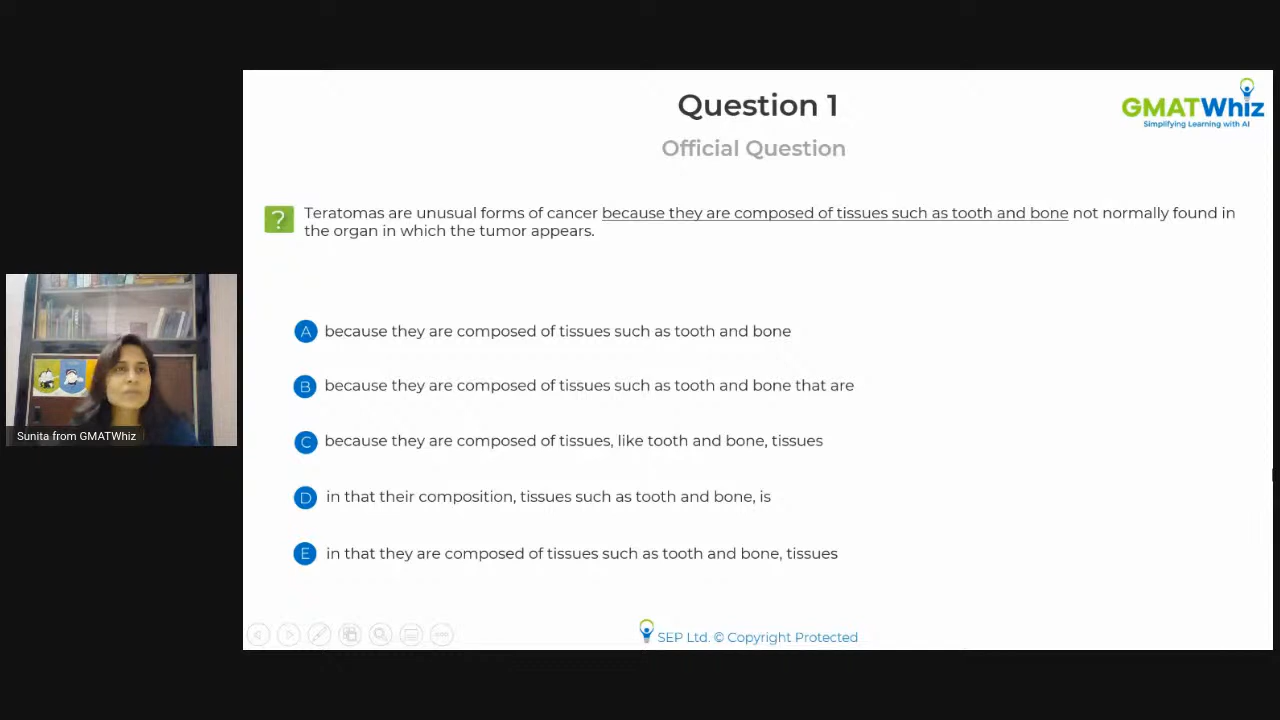 Question 1
Official Question
GMATWhiz
Simplifying Learning with AI
?
Teratomas are unusual forms of cancer because they are composed of tissues such as tooth and bone not normally found in
the organ in which the tumor appears.
A because they are composed of tissues such as tooth and bone
B because they are composed of tissues such as tooth and bone that are
C because they are composed of tissues, like tooth and bone, tissues
D in that their composition, tissues such as tooth and bone, is
E in that they are composed of tissues such as tooth and bone, tissues
Sunita from GMATWhiz
SEP Ltd. © Copyright Protected